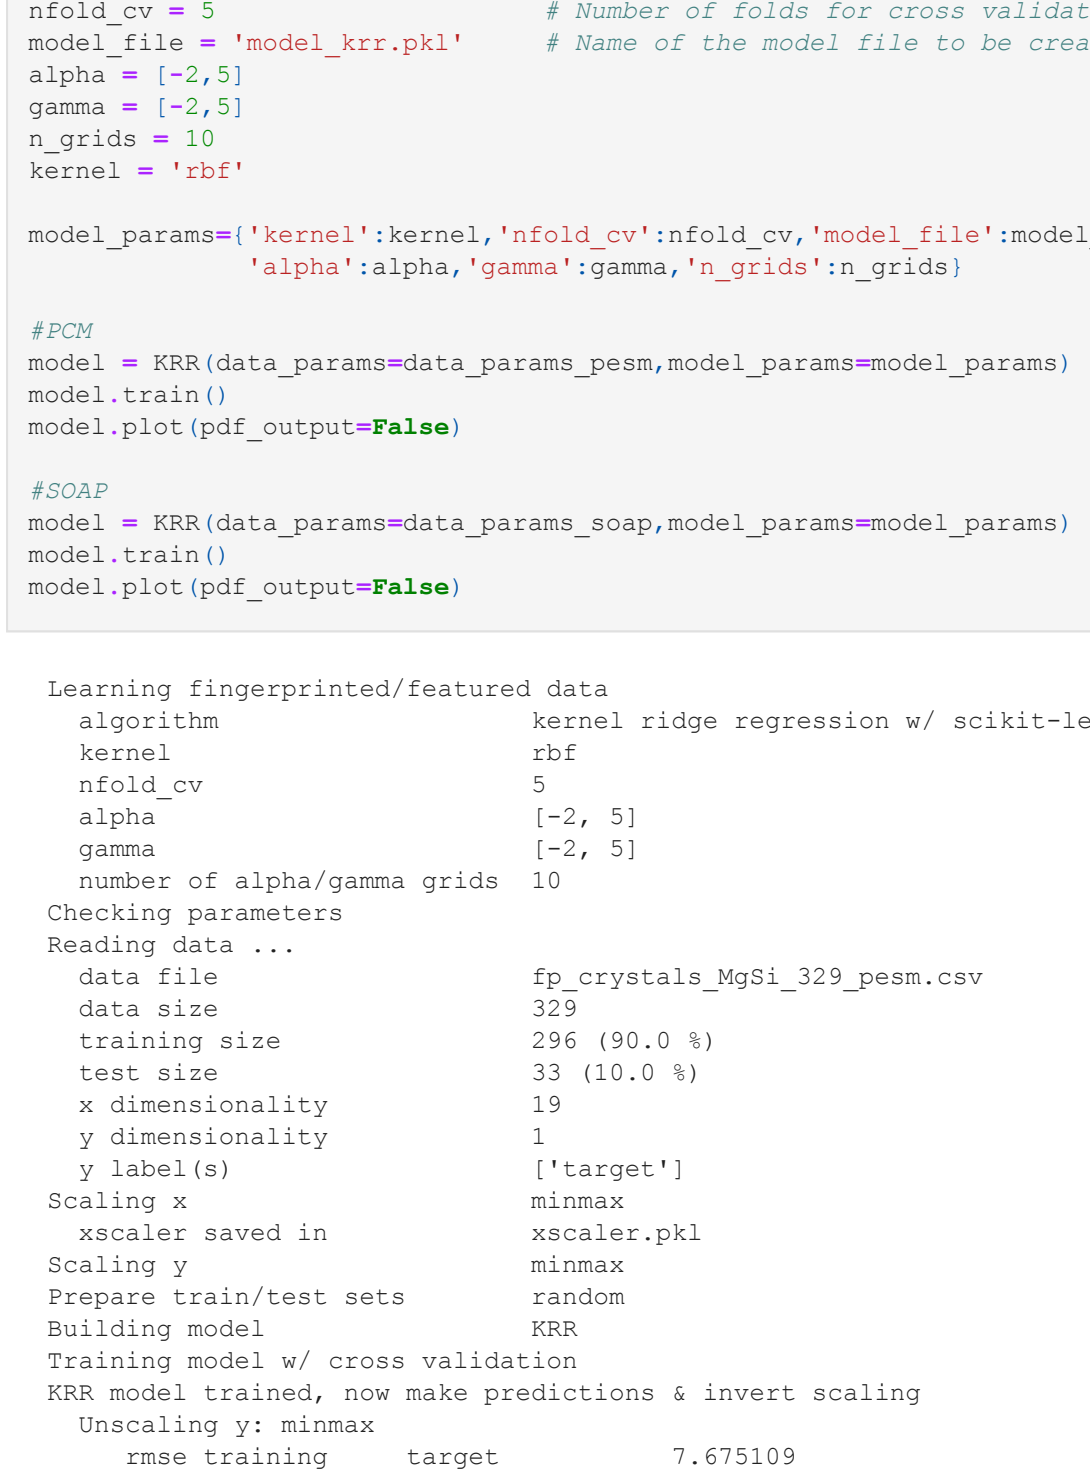 nfold_cv = 5 # Number of folds for cross
model_file = 'model_krr.pkl' # Name of the model file to be
alpha = [-2,5]
gamma = [-2,5]
n_grids = 10
kernel = 'rbf'
model_params={'kernel':kernel,'nfold_cv':nfold_cv,'model_file':model
'alpha':alpha,'gamma':gamma,'n_grids':n_grids}
#PCM
model = KRR(data_params=data_params_pesm,model_params=model_params)
model.train()
model.plot(pdf_output=False)
#SOAP
model = KRR(data_params=data_params_soap,model_params=model_params)
model.train()
model.plot(pdf_output=False)
Learning fingerprinted/featured data
algorithm kernel ridge regression w/
kernel rbf
nfold_cv 5
alpha [-2, 5]
gamma [-2, 5]
number of alpha/gamma grids 10
Checking parameters
Reading data ...
data file fp_crystals_MgSi_329_pesm.csv
data size 329
training size 296 (90.0 %)
test size 33 (10.0 %)
x dimensionality 19
y dimensionality 1
y label(s) ['target']
Scaling x minmax
xscaler saved in xscaler.pkl
Scaling y minmax
Prepare train/test sets random
Building model KRR
Training model w/ cross validation
KRR model trained, now make predictions & invert scaling
Unscaling y: minmax
rmse training target 7.675109